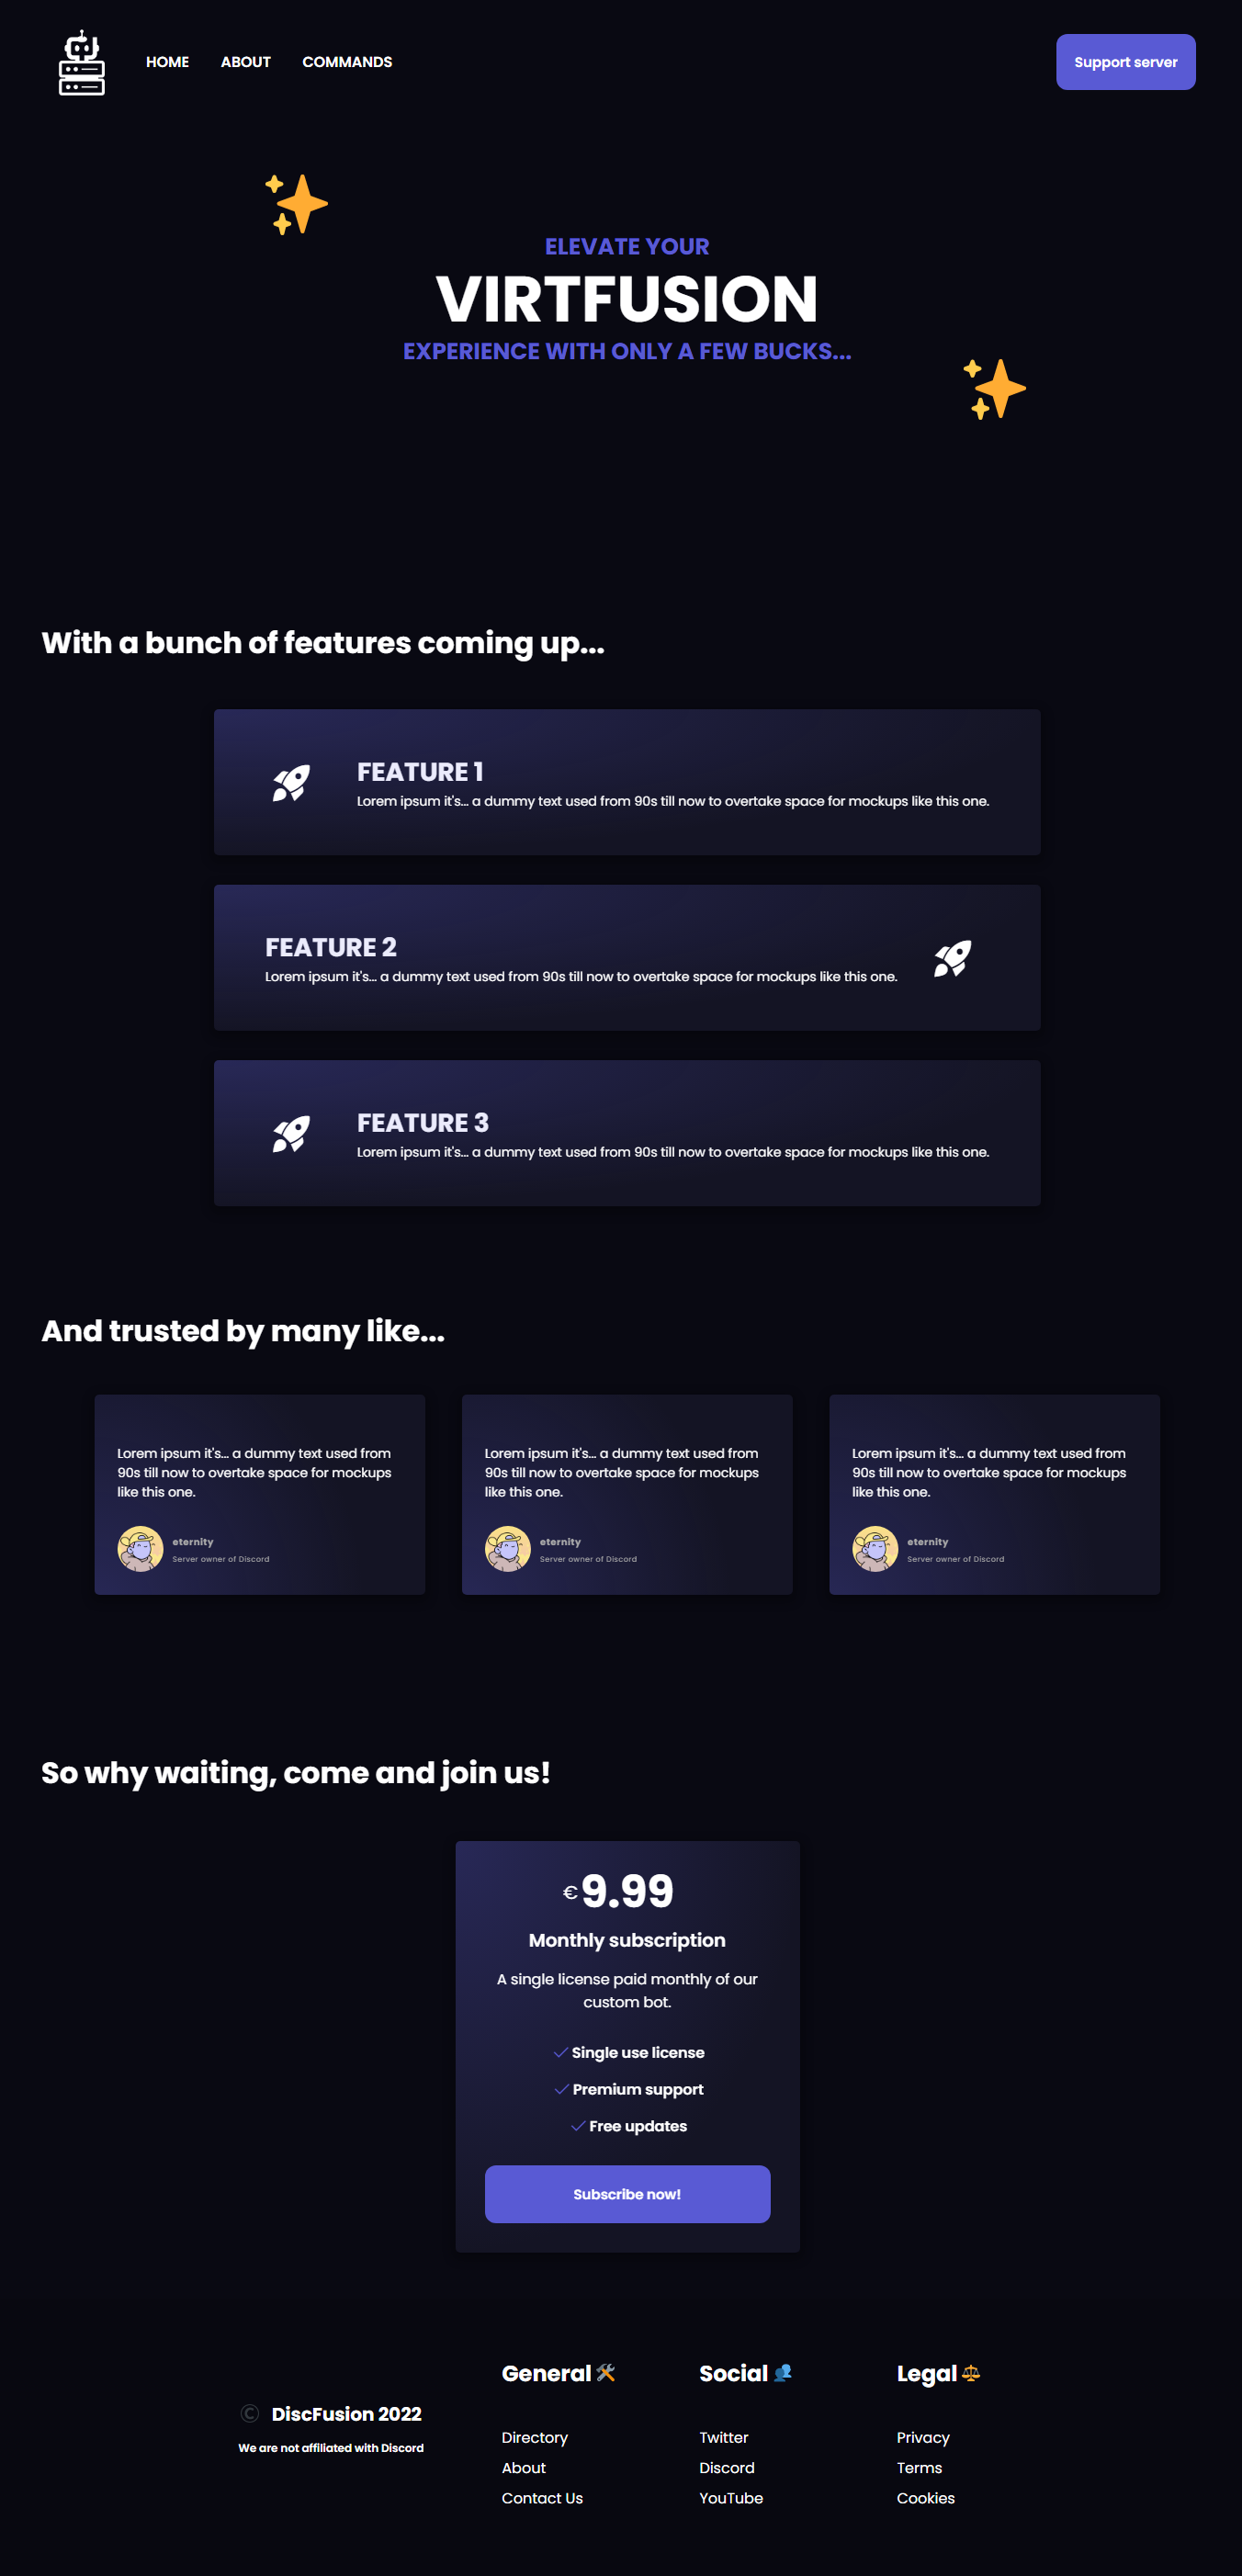 HOME ABOUT COMMANDS Support server
ELEVATE YOUR
VIRTFUSION
EXPERIENCE WITH ONLY A FEW BUCKS...
With a bunch of features coming up...
FEATURE 1
Lorem ipsum it's... a dummy text used from 90s till now to overtake space for mockups like this one.
FEATURE 2
Lorem ipsum it's... a dummy text used from 90s till now to overtake space for mockups like this one.
FEATURE 3
Lorem ipsum it's... a dummy text used from 90s till now to overtake space for mockups like this one.
And trusted by many like...
Lorem ipsum it's... a dummy text used from
90s till now to overtake space for mockups
like this one.
eternity
Server owner of Discord
Lorem ipsum it's... a dummy text used from
90s till now to overtake space for mockups
like this one.
eternity
Server owner of Discord
Lorem ipsum it's... a dummy text used from
90s till now to overtake space for mockups
like this one.
eternity
Server owner of Discord
So why waiting, come and join us!
€9.99
Monthly subscription
A single license paid monthly of our
custom bot.
Single use license
Premium support
Free updates
Subscribe now!
© DiscFusion 2022
We are not affiliated with Discord
General
Directory
About
Contact Us
Social
Twitter
Discord
YouTube
Legal
Privacy
Terms
Cookies